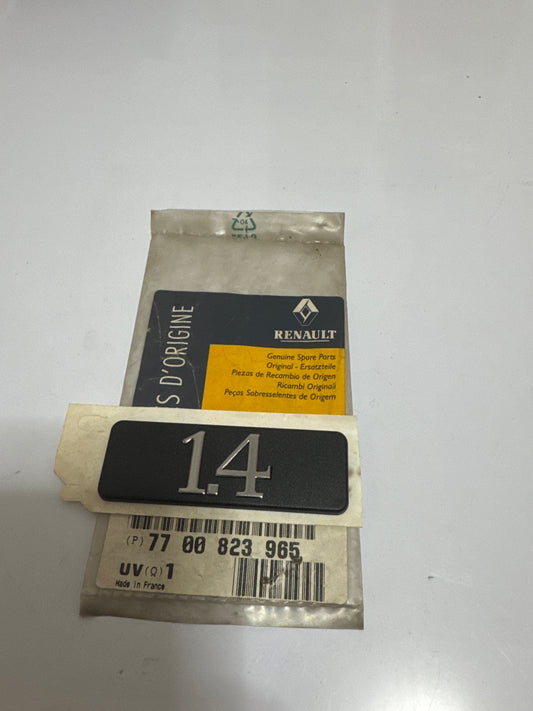 RENAULT
Genuine Spare Parts
Original - Ersatzteile
Piezas de Recambio de Origen
Ricambi Originali
Peças Sobresselentes de Origem
S D'ORIGINE
1.4
(P) 77 00 823 965
UV (Q) 1
Made in France